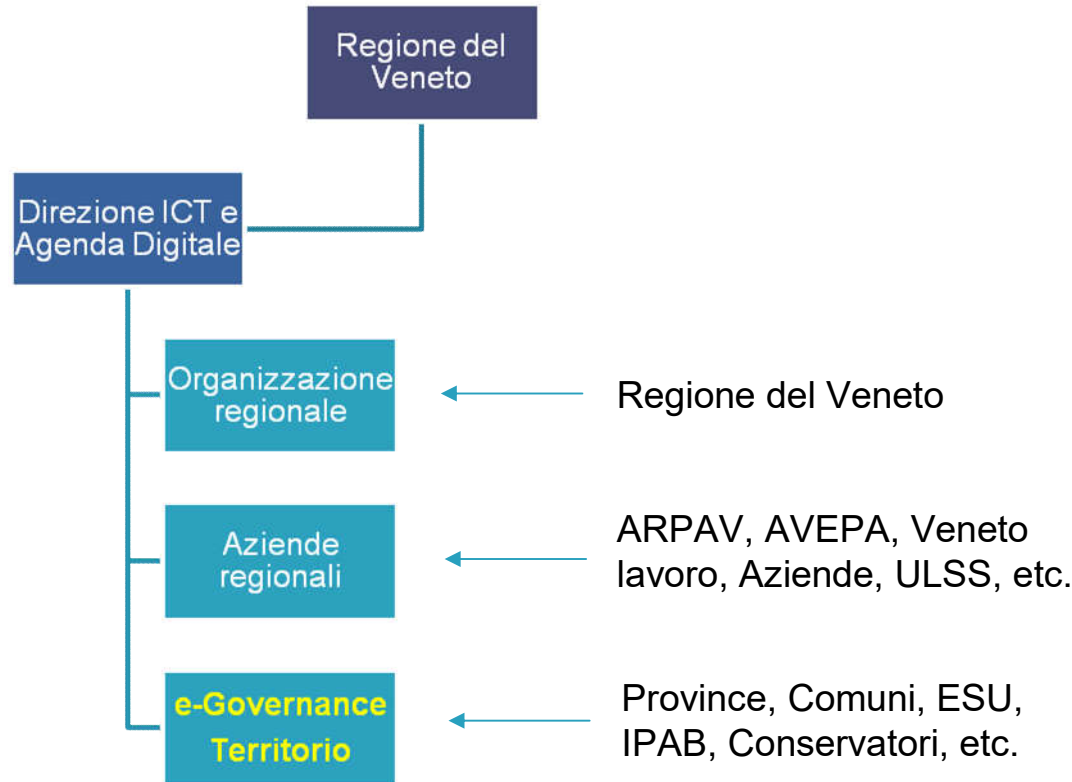 Regione del
Veneto
Direzione ICT e
Agenda Digitale
Organizzazione
regionale
Regione del Veneto
Aziende
regionali
ARPAV, AVEPA, Veneto
lavoro, Aziende, ULSS, etc.
e-Governance
Territorio
Province, Comuni, ESU,
IPAB, Conservatori, etc.